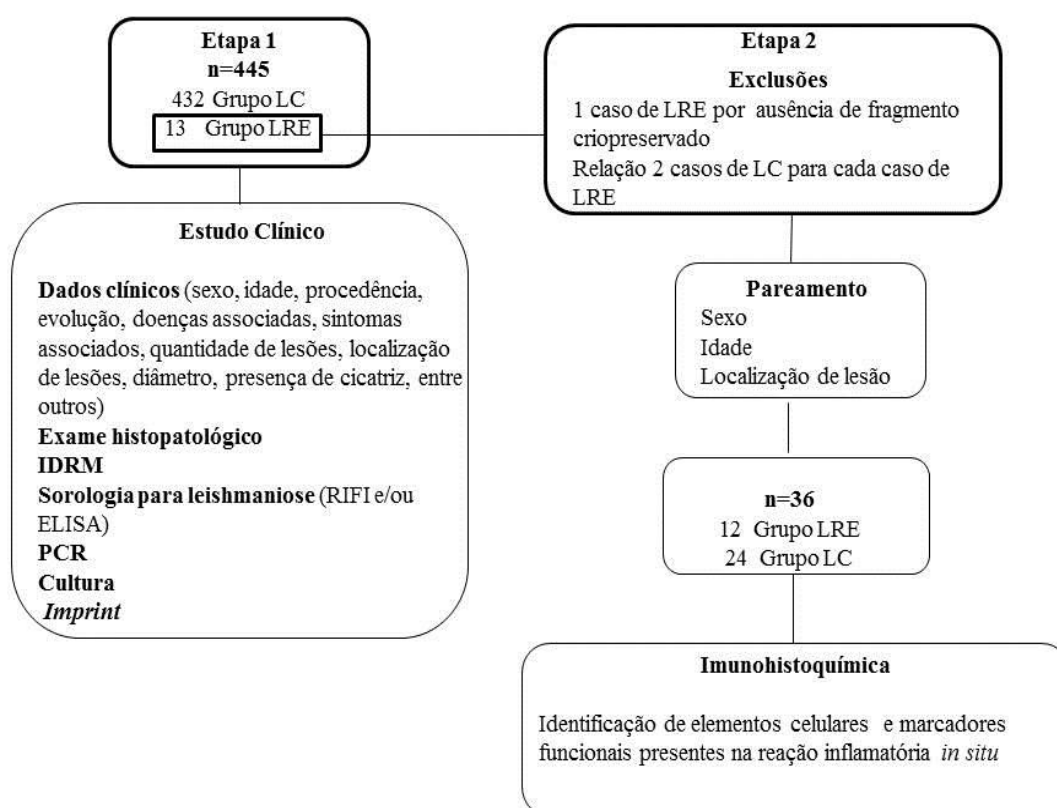 Etapa 1
n=445
432 Grupo LC
13 Grupo LRE
Estudo Clínico
Dados clínicos (sexo, idade, procedência,
evolução, doenças associadas, sintomas
associados, quantidade de lesões, localização
de lesões, diâmetro, presença de cicatriz, entre
outros)
Exame histopatológico
IDRM
Sorologia para leishmaniose (RIFI e/ou
ELISA)
PCR
Cultura
Imprint
Etapa 2
Exclusões
1 caso de LRE por ausência de fragmento
criopreservado
Relação 2 casos de LC para cada caso de
LRE
Pareamento
Sexo
Idade
Localização de lesão
n=36
12 Grupo LRE
24 Grupo LC
Imunohistoquímica
Identificação de elementos celulares e marcadores
funcionais presentes na reação inflamatória in situ